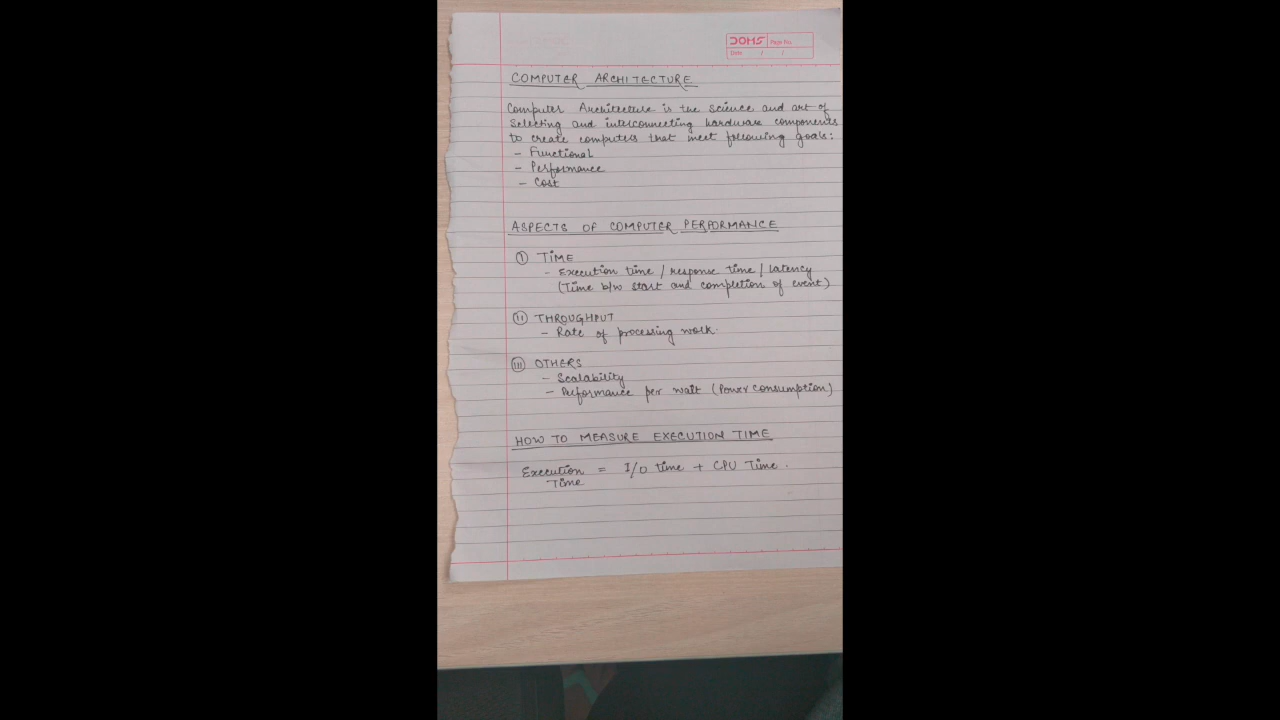 DOMS Page No.
Date / /
COMPUTER ARCHITECTURE
Computer Architecture is the science and art of
selecting and interconnecting hardware components
to create computers that meet following goals:
- Functional
- Performance
- Cost
ASPECTS OF COMPUTER PERFORMANCE
(I) TIME
- Execution time / response time / latency
(Time b/w start and completion of event)
(II) THROUGHPUT
- Rate of processing work.
(III) OTHERS
- Scalability
- Performance per watt (Power consumption)
HOW TO MEASURE EXECUTION TIME
Execution = I/O time + CPU Time.
Time